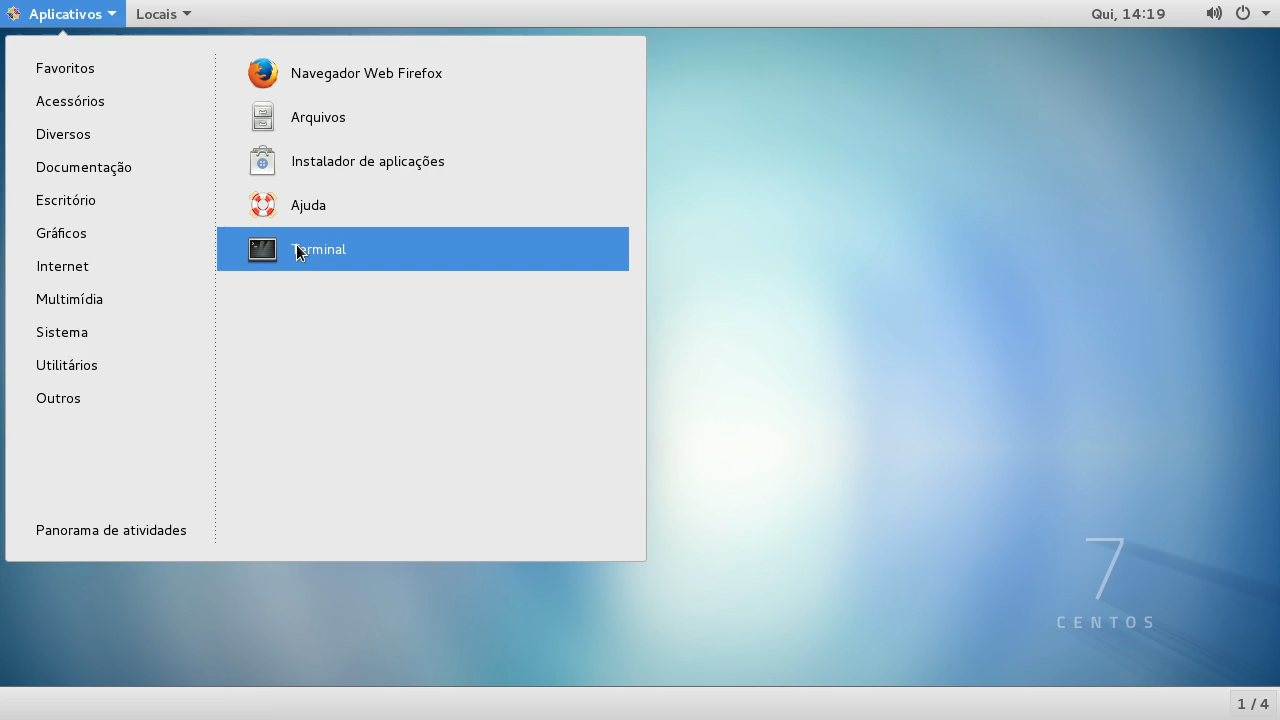 Aplicativos Locais Qui, 14:19
Favoritos
Acessórios
Diversos
Documentação
Escritório
Gráficos
Internet
Multimídia
Sistema
Utilitários
Outros
Panorama de atividades
Navegador Web Firefox
Arquivos
Instalador de aplicações
Ajuda
Terminal
7
CENTOS
1 / 4